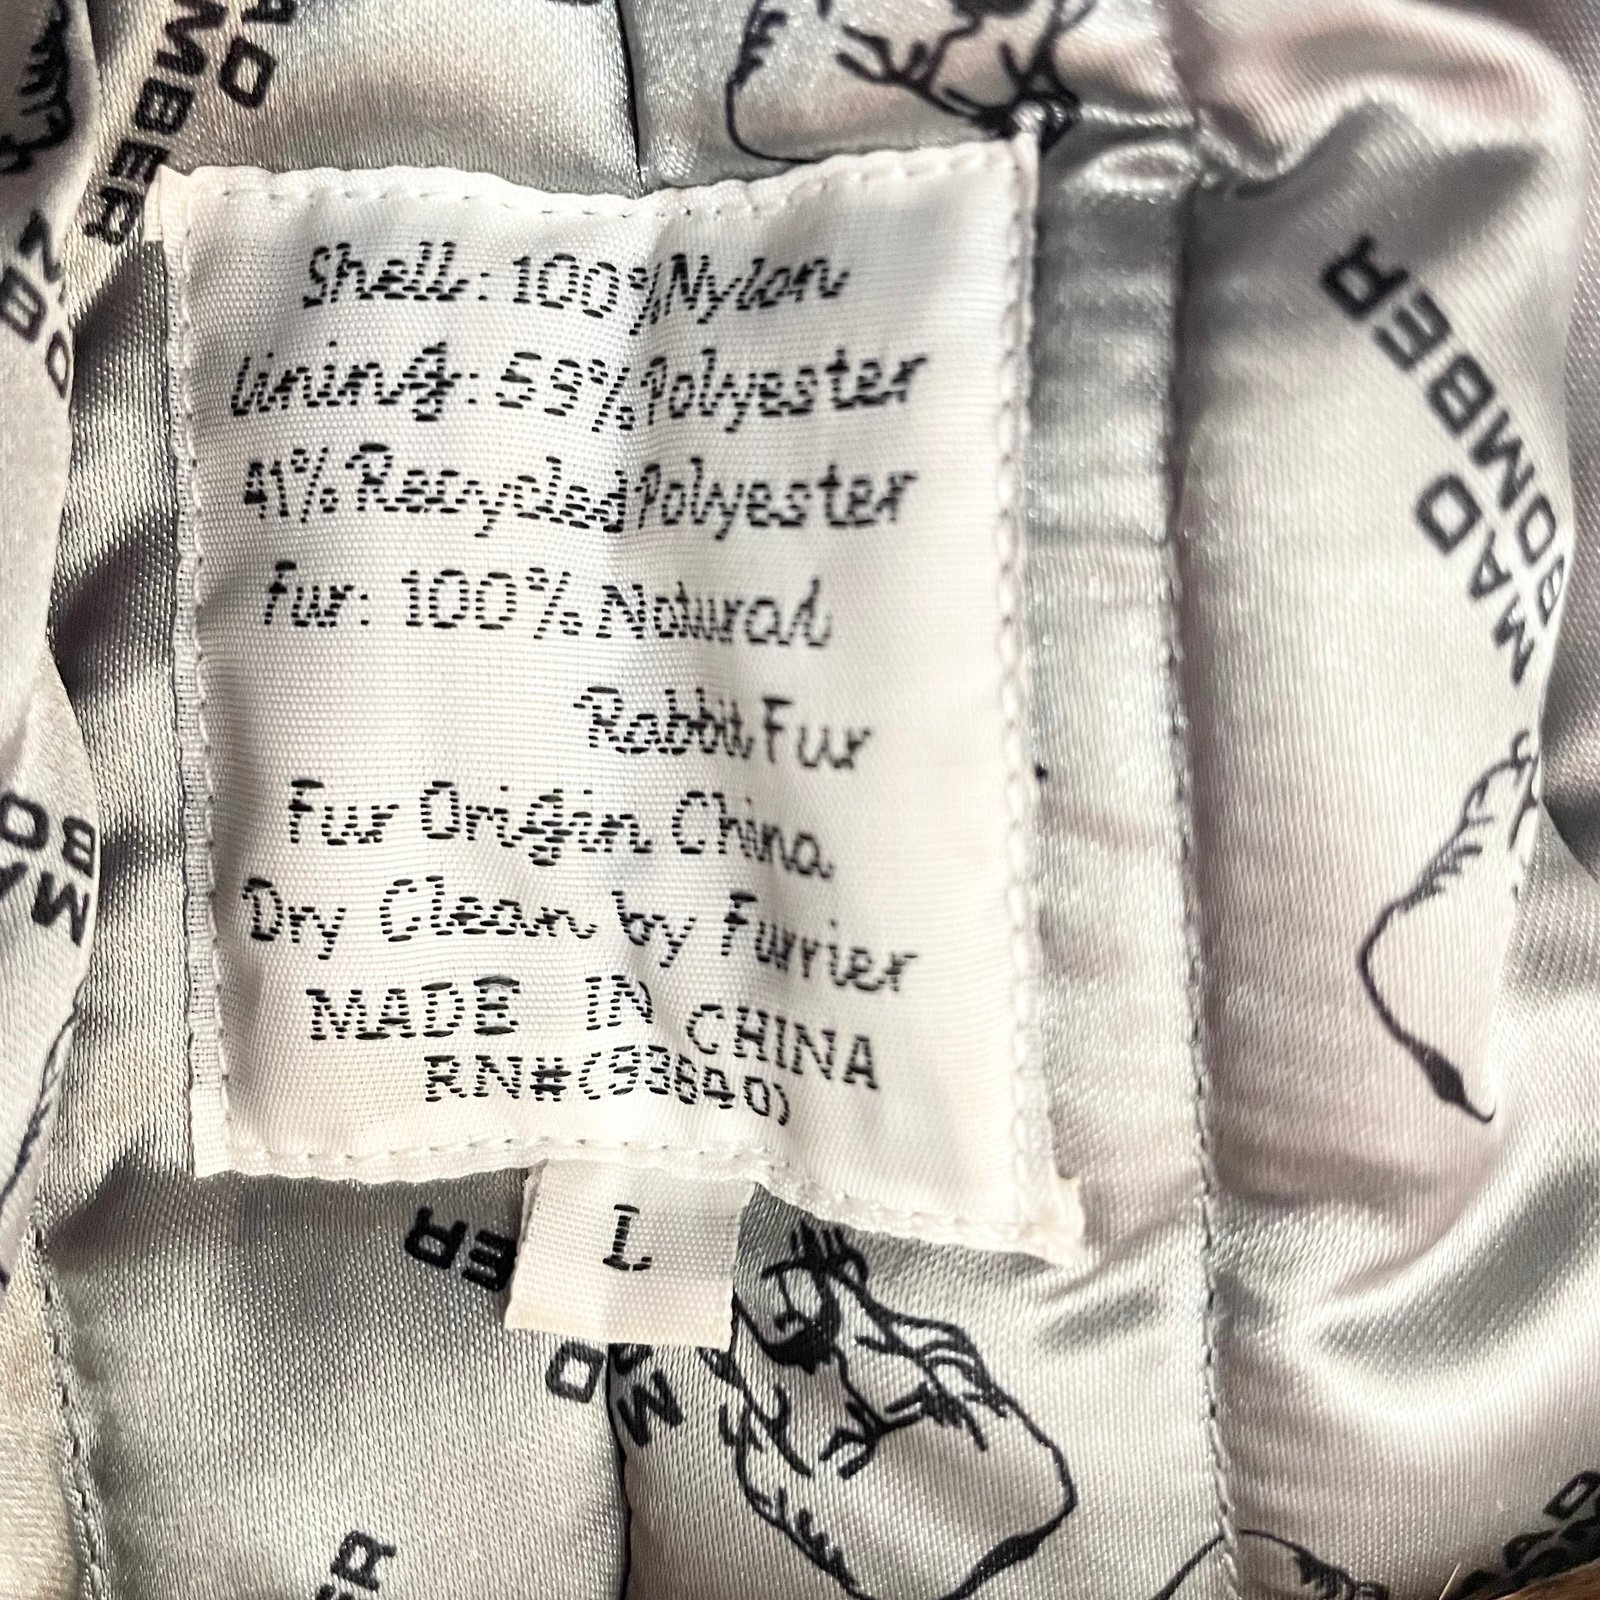 Shell: 100% Nylon
Lining: 59% Polyester
41% Recycled Polyester
Fur: 100% Natural
Rabbit Fur
Fur Origin China
Dry Clean by Furrier
MADE IN CHINA
RN#(93640)
L
MAD
BOMBER
MAD
BOMBER